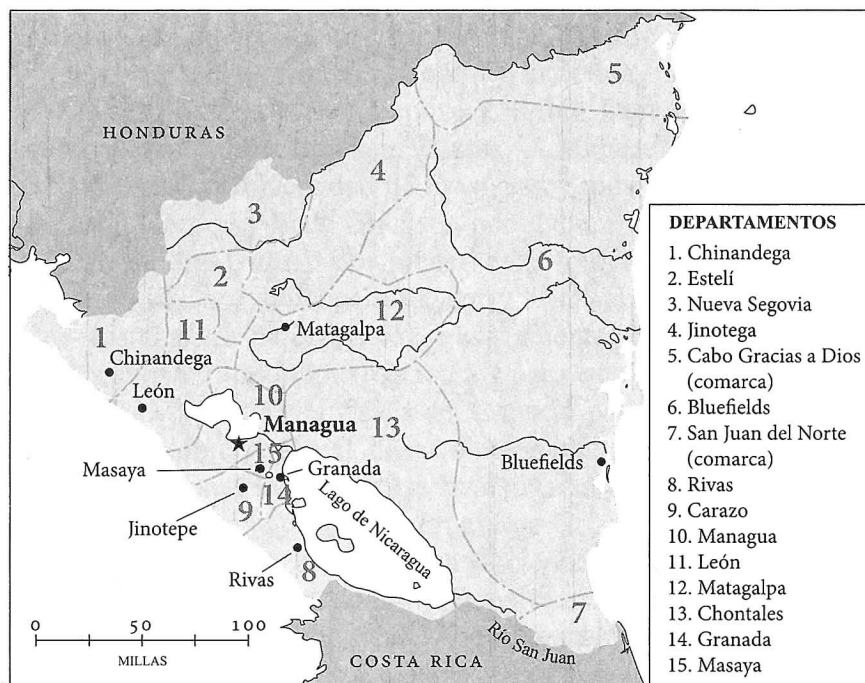 HONDURAS
5
4
3
2
6
12
11
Matagalpa
1
Chinandega
León
10
Managua
13
15
Masaya
Granada
Bluefields
14
Lago de Nicaragua
9
Jinotepe
Rivas
8
7
Río San Juan
COSTA RICA
0 50 100
MILLAS
DEPARTAMENTOS
1. Chinandega
2. Estelí
3. Nueva Segovia
4. Jinotega
5. Cabo Gracias a Dios
(comarca)
6. Bluefields
7. San Juan del Norte
(comarca)
8. Rivas
9. Carazo
10. Managua
11. León
12. Matagalpa
13. Chontales
14. Granada
15. Masaya